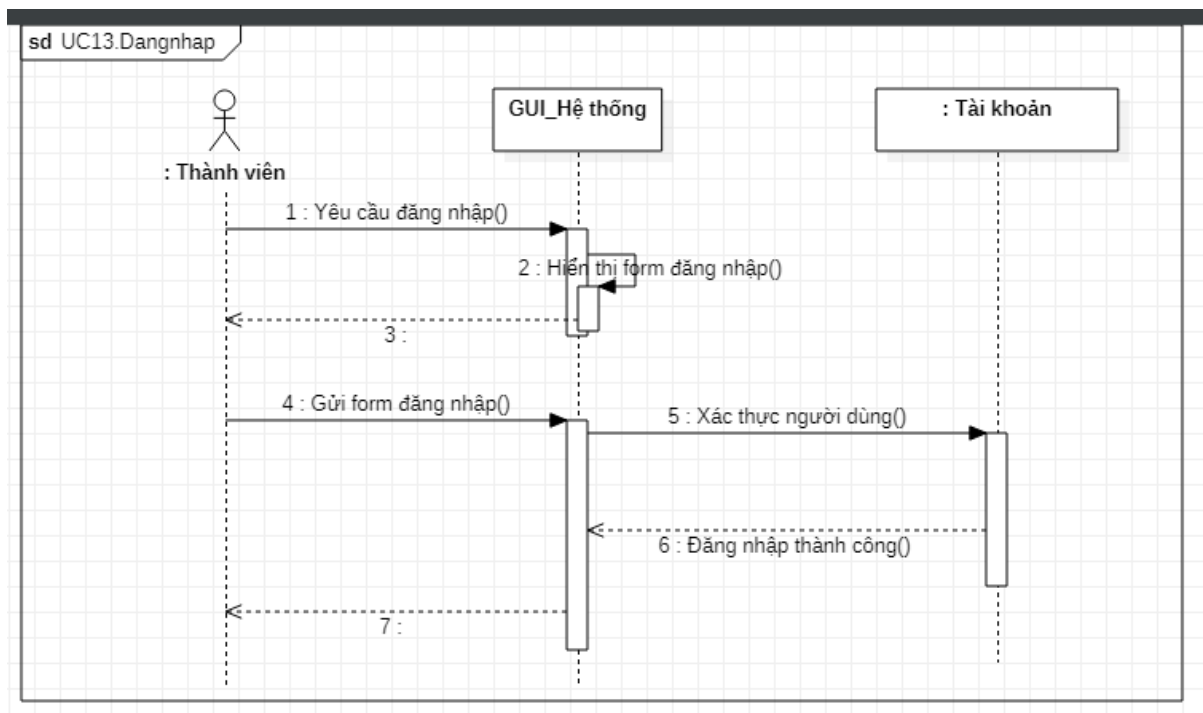 sd UC13.Dangnhap
GUI_Hệ thống
: Tài khoản
: Thành viên
1 : Yêu cầu đăng nhập()
2 : Hiển thị form đăng nhập()
3 :
4 : Gửi form đăng nhập()
5 : Xác thực người dùng()
6 : Đăng nhập thành công()
7 :